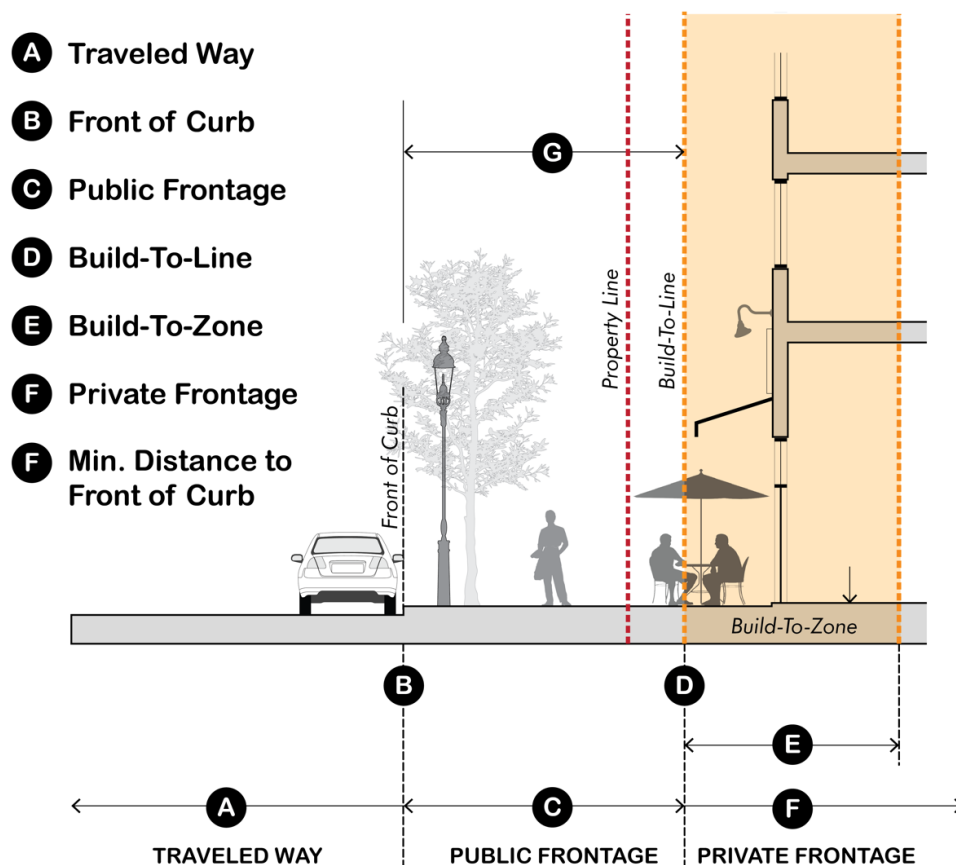 A Traveled Way
B Front of Curb
C Public Frontage
D Build-To-Line
E Build-To-Zone
F Private Frontage
F Min. Distance to
Front of Curb
G
Property Line
Build-To-Line
Front of Curb
Build-To-Zone
B
D
E
A
C
F
TRAVELED WAY
PUBLIC FRONTAGE
PRIVATE FRONTAGE